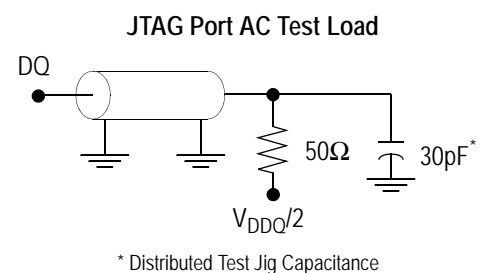 JTAG Port AC Test Load
DQ
50Ω
30pF*
VDDQ/2
* Distributed Test Jig Capacitance